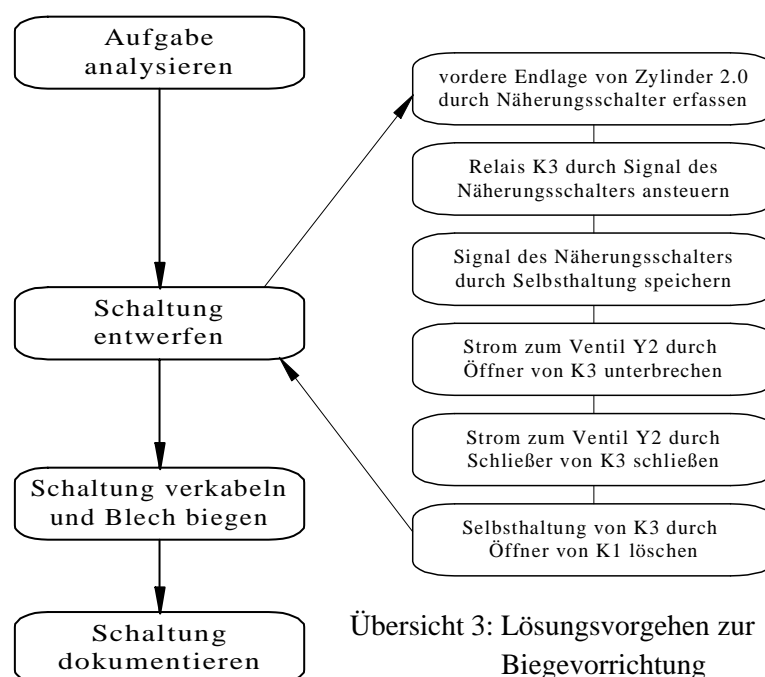 Aufgabe
analysieren
Schaltung
entwerfen
Schaltung verkabeln
und Blech biegen
Schaltung
dokumentieren
vordere Endlage von Zylinder 2.0
durch Näherungsschalter erfassen
Relais K3 durch Signal des
Näherungsschalters ansteuern
Signal des Näherungsschalters
durch Selbsthaltung speichern
Strom zum Ventil Y2 durch
Öffner von K3 unterbrechen
Strom zum Ventil Y2 durch
Schließer von K3 schließen
Selbsthaltung von K3 durch
Öffner von K1 löschen
Übersicht 3: Lösungsvorgehen zur
Biegevorrichtung